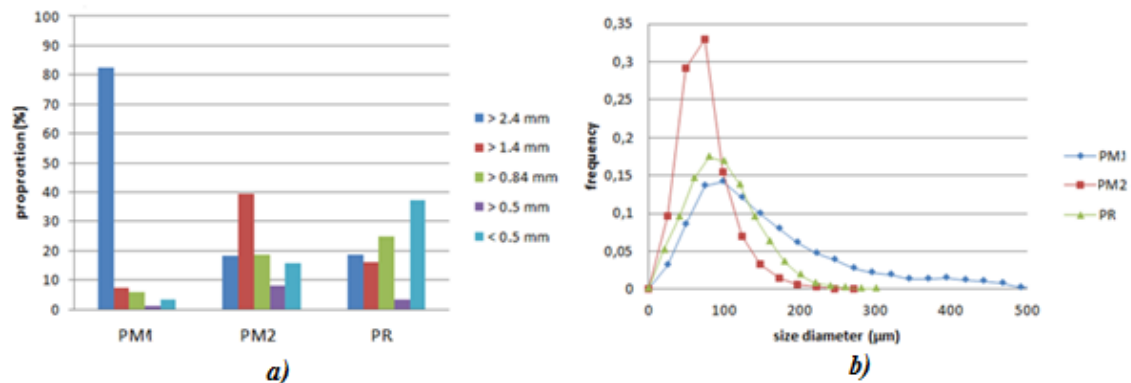 100
90
80
70
60
50
40
30
20
10
0
proprortion (%)
PM1
PM2
PR
> 2.4 mm
> 1.4 mm
> 0.84 mm
> 0.5 mm
< 0.5 mm
a)
0,35
0,3
0,25
0,2
0,15
0,1
0,05
0
frequency
0
100
200
300
400
500
size diameter (µm)
PM1
PM2
PR
b)